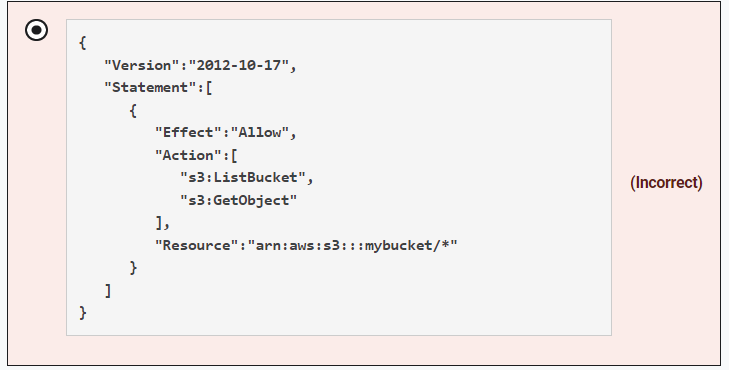 {
   "Version":"2012-10-17",
   "Statement":[
      {
         "Effect":"Allow",
         "Action":[
            "s3:ListBucket",
            "s3:GetObject"
         ],
         "Resource":"arn:aws:s3:::mybucket/*"
      }
   ]
}
(Incorrect)